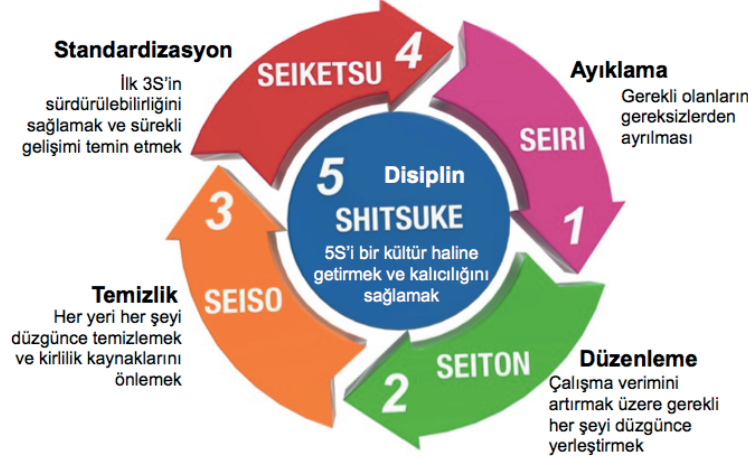 Standardizasyon
İlk 3S'in
sürdürülebilirliğini
sağlamak ve sürekli
gelişimi temin etmek
SEIKETSU
4
Ayıklama
Gerekli olanların
gereksizlerden
ayrılması
SEIRI
1
5
Disiplin
SHITSUKE
5S'i bir kültür haline
getirmek ve kalıcılığını
sağlamak
3
SEISO
Temizlik
Her yeri her şeyi
düzgünce temizlemek
ve kirlilik kaynaklarını
önlemek
2
SEITON
Düzenleme
Çalışma verimini
artırmak üzere gerekli
her şeyi düzgünce
yerleştirmek